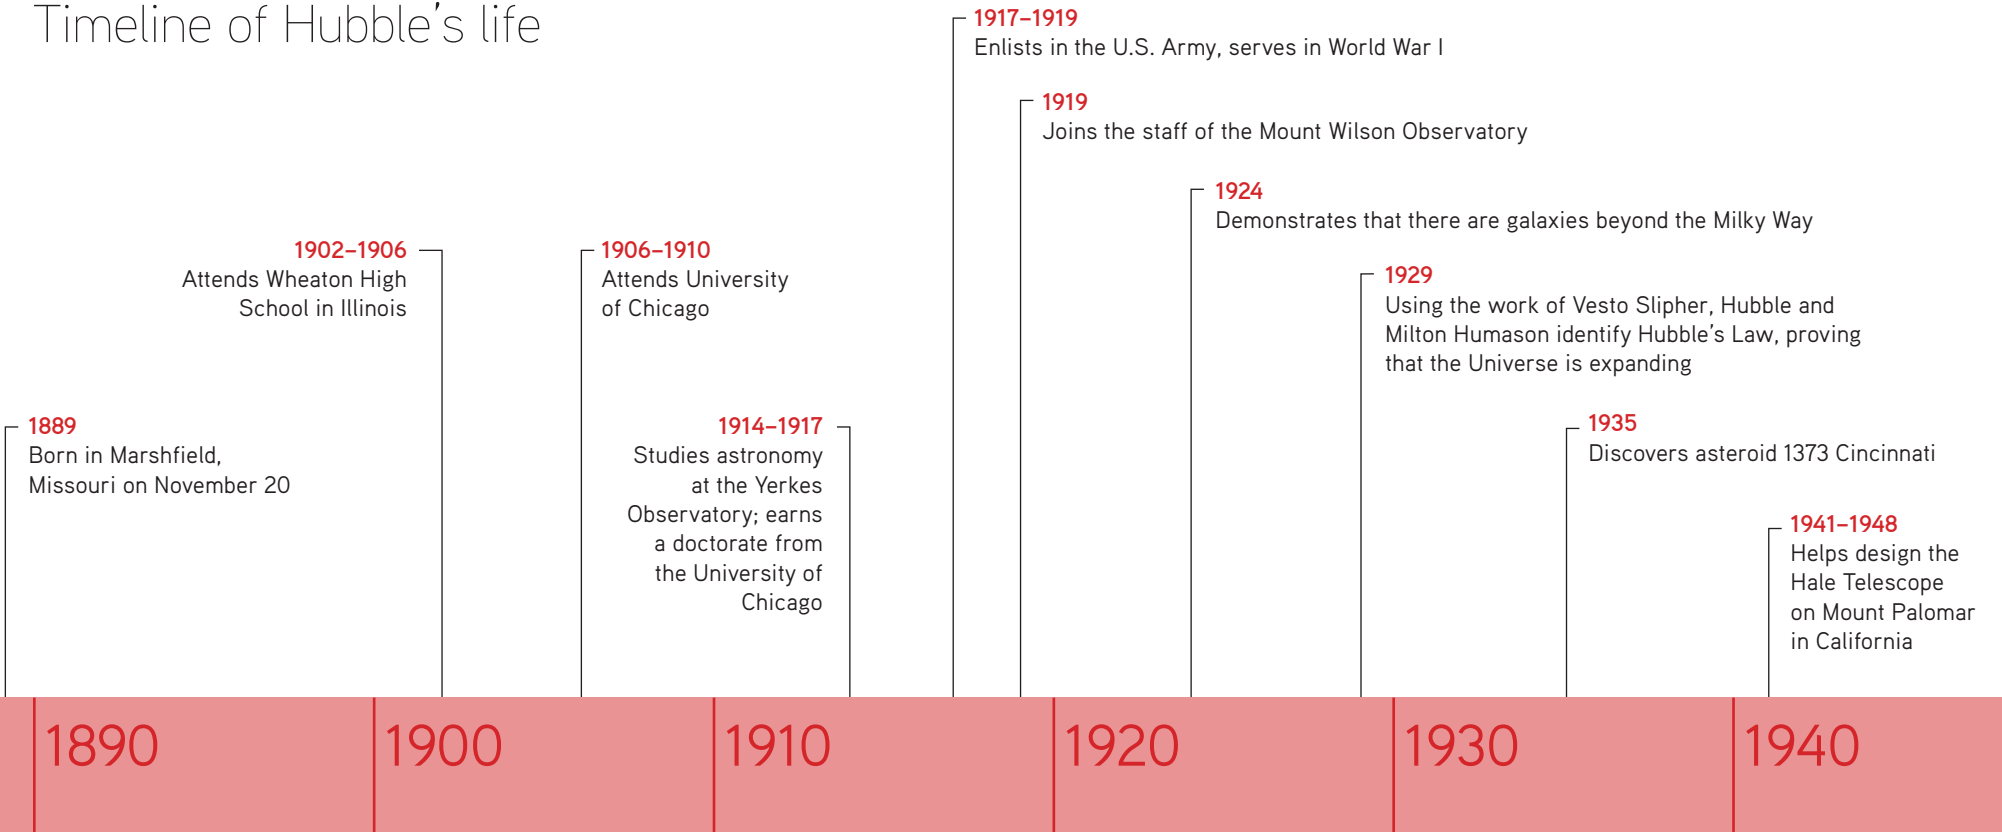 Timeline of Hubble's life
1889
Born in Marshfield,
Missouri on November 20
1902–1906
Attends Wheaton High
School in Illinois
1906–1910
Attends University
of Chicago
1914–1917
Studies astronomy
at the Yerkes
Observatory; earns
a doctorate from
the University of
Chicago
1917–1919
Enlists in the U.S. Army, serves in World War I
1919
Joins the staff of the Mount Wilson Observatory
1924
Demonstrates that there are galaxies beyond the Milky Way
1929
Using the work of Vesto Slipher, Hubble and
Milton Humason identify Hubble's Law, proving
that the Universe is expanding
1935
Discovers asteroid 1373 Cincinnati
1941–1948
Helps design the
Hale Telescope
on Mount Palomar
in California
1890
1900
1910
1920
1930
1940